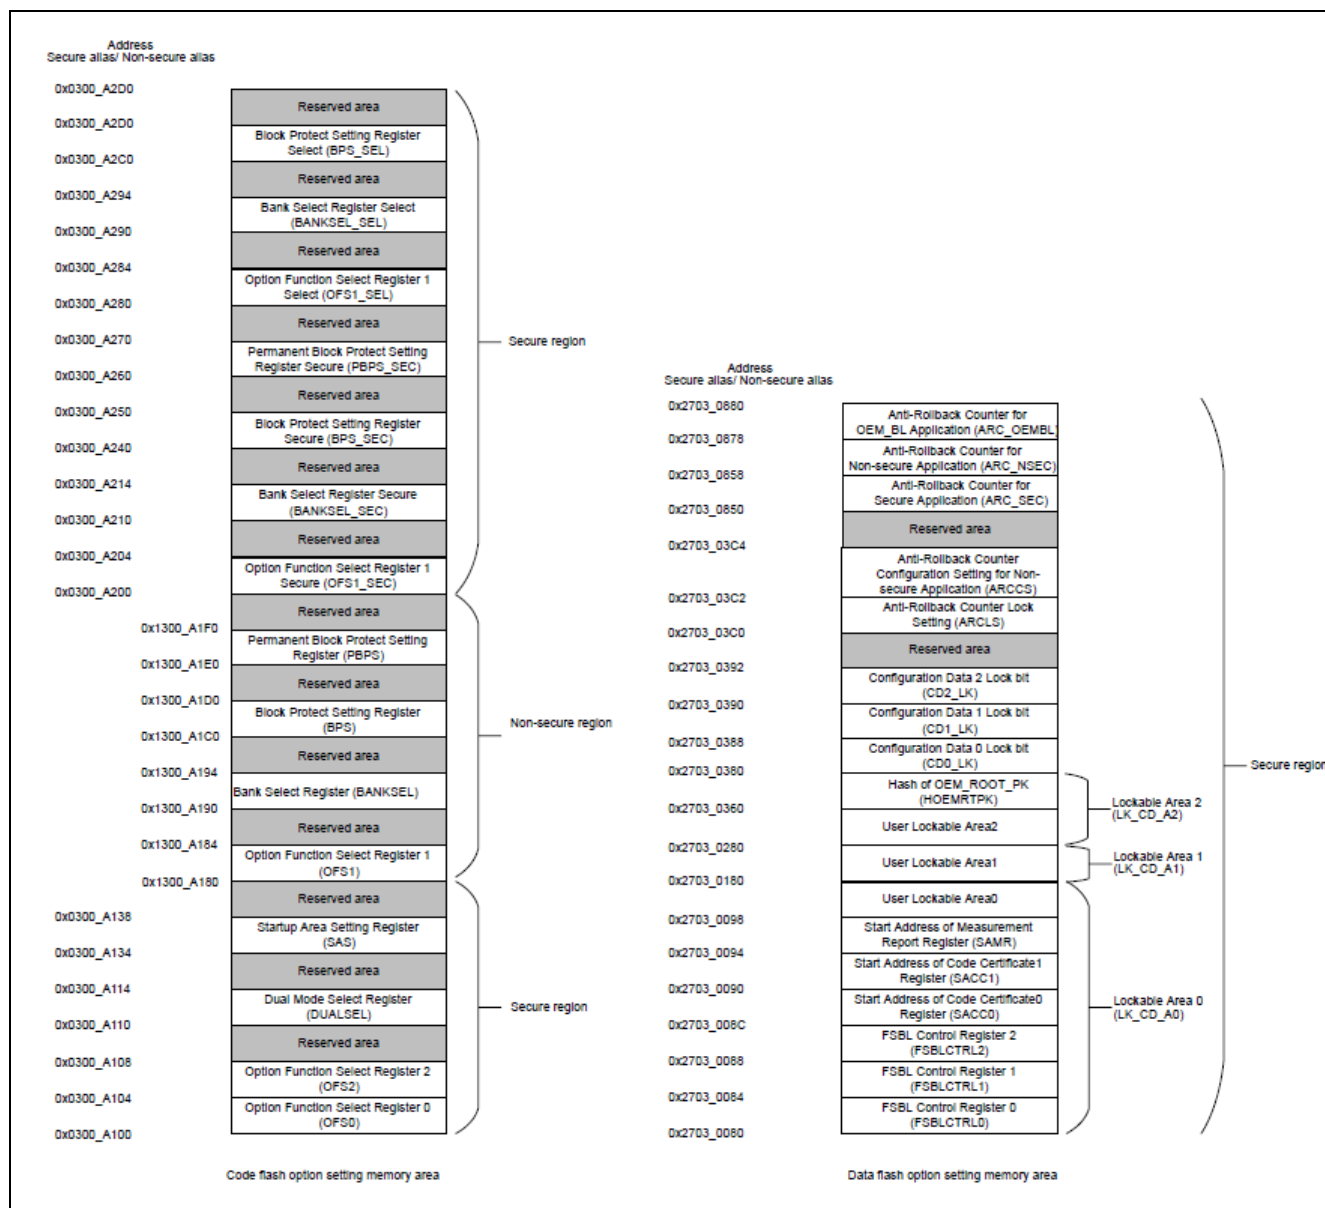 Address
Secure alias/ Non-secure alias
0x0300_A2D0
Reserved area
0x0300_A2D0
Block Protect Setting Register
Select (BPS_SEL)
0x0300_A2C0
Reserved area
0x0300_A294
Bank Select Register Select
(BANKSEL_SEL)
0x0300_A290
Reserved area
0x0300_A284
Option Function Select Register 1
Select (OFS1_SEL)
0x0300_A280
Reserved area
0x0300_A270
Permanent Block Protect Setting
Register Secure (PBPS_SEC)
0x0300_A260
Reserved area
0x0300_A250
Block Protect Setting Register
Secure (BPS_SEC)
0x0300_A240
Reserved area
0x0300_A214
Bank Select Register Secure
(BANKSEL_SEC)
0x0300_A210
Reserved area
0x0300_A204
Option Function Select Register 1
Secure (OFS1_SEC)
0x0300_A200
Secure region
Reserved area
0x1300_A1F0
Permanent Block Protect Setting
Register (PBPS)
0x1300_A1E0
Reserved area
0x1300_A1D0
Block Protect Setting Register
(BPS)
0x1300_A1C0
Reserved area
0x1300_A194
Bank Select Register (BANKSEL)
0x1300_A190
Reserved area
0x1300_A184
Option Function Select Register 1
(OFS1)
0x1300_A180
Non-secure region
Reserved area
0x0300_A138
Startup Area Setting Register
(SAS)
0x0300_A134
Reserved area
0x0300_A114
Dual Mode Select Register
(DUALSEL)
0x0300_A110
Reserved area
0x0300_A108
Option Function Select Register 2
(OFS2)
0x0300_A104
Option Function Select Register 0
(OFS0)
0x0300_A100
Secure region
Code flash option setting memory area
Address
Secure alias/ Non-secure alias
0x2703_0880
Anti-Rollback Counter for
OEM_BL Application (ARC_OEMBL)
0x2703_0878
Anti-Rollback Counter for
Non-secure Application (ARC_NSEC)
0x2703_0858
Anti-Rollback Counter for
Secure Application (ARC_SEC)
0x2703_0850
Reserved area
0x2703_03C4
Anti-Rollback Counter
Configuration Setting for Non-
secure Application (ARCCS)
0x2703_03C2
Anti-Rollback Counter Lock
Setting (ARCLS)
0x2703_03C0
Reserved area
0x2703_0392
Configuration Data 2 Lock bit
(CD2_LK)
0x2703_0390
Configuration Data 1 Lock bit
(CD1_LK)
0x2703_0388
Configuration Data 0 Lock bit
(CD0_LK)
0x2703_0380
Hash of OEM_ROOT_PK
(HOEMRTPK)
0x2703_0360
User Lockable Area2
0x2703_0280
Lockable Area 2
(LK_CD_A2)
User Lockable Area1
0x2703_0180
Lockable Area 1
(LK_CD_A1)
User Lockable Area0
0x2703_0098
Start Address of Measurement
Report Register (SAMR)
0x2703_0094
Start Address of Code Certificate1
Register (SACC1)
0x2703_0090
Start Address of Code Certificate0
Register (SACC0)
0x2703_008C
FSBL Control Register 2
(FSBLCTRL2)
0x2703_0088
FSBL Control Register 1
(FSBLCTRL1)
0x2703_0084
FSBL Control Register 0
(FSBLCTRL0)
0x2703_0080
Lockable Area 0
(LK_CD_A0)
Secure region
Data flash option setting memory area